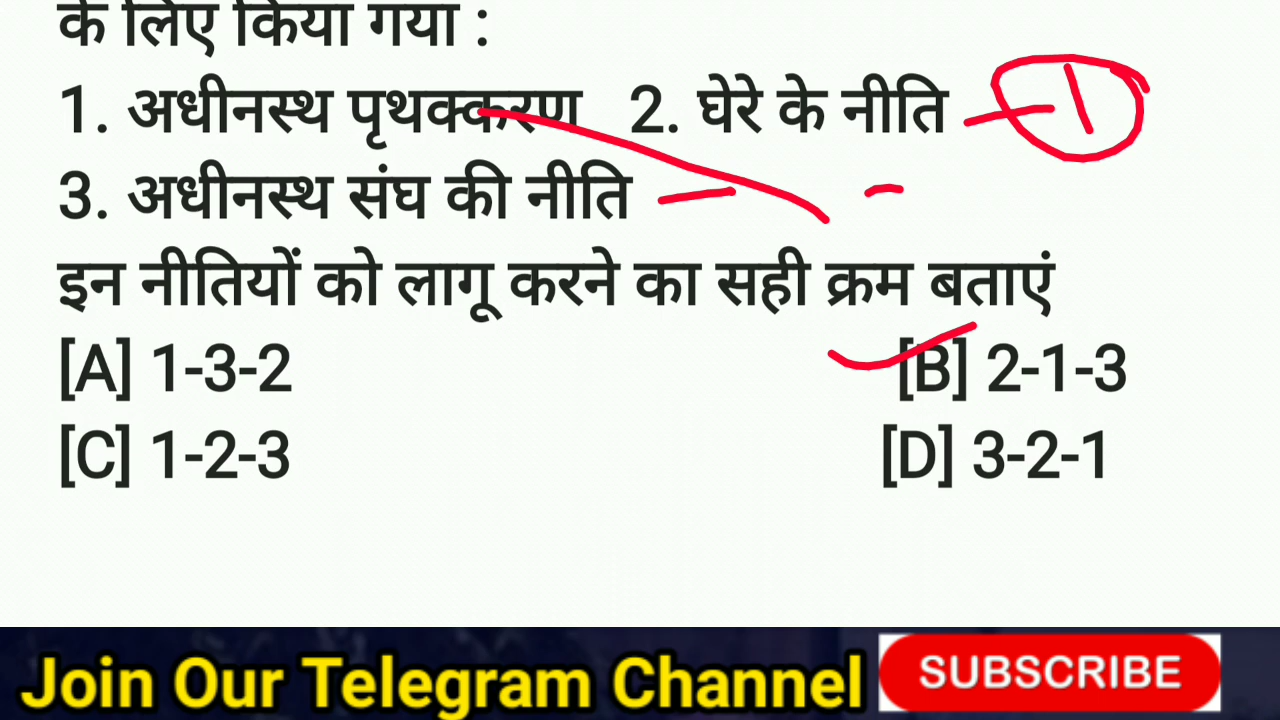 के लिए किया गया :
1. अधीनस्थ पृथक्करण 2. घेरे के नीति 1
3. अधीनस्थ संघ की नीति
इन नीतियों को लागू करने का सही क्रम बताएं
[A] 1-3-2 [B] 2-1-3
[C] 1-2-3 [D] 3-2-1
Join Our Telegram Channel SUBSCRIBE